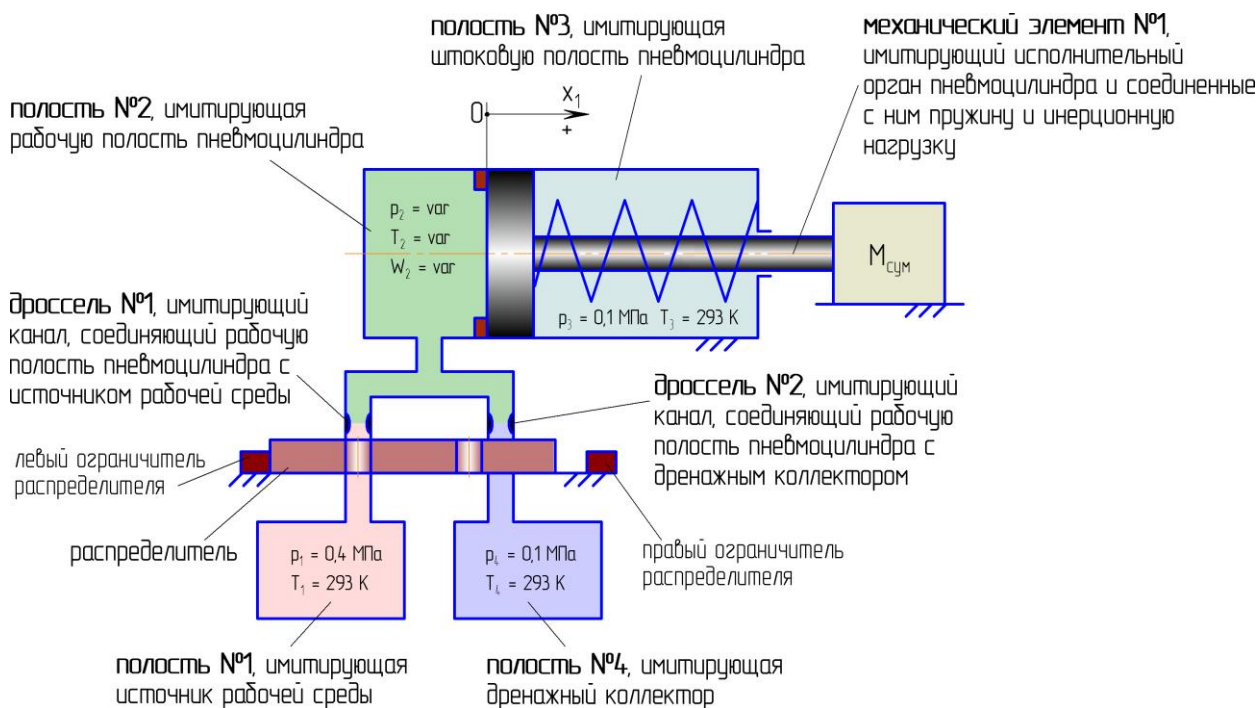 полость №3, имитирующая
штоковую полость пневмоцилиндра
механический элемент №1,
имитирующий исполнительный
орган пневмоцилиндра и соединенные
с ним пружину и инерционную
нагрузку
полость №2, имитирующая
рабочую полость пневмоцилиндра
0
X₁
+
p₂ = var
T₂ = var
W₂ = var
p₃ = 0,1 МПа T₃ = 293 K
Mсум
дроссель №1, имитирующий
канал, соединяющий рабочую
полость пневмоцилиндра с
источником рабочей среды
дроссель №2, имитирующий
канал, соединяющий рабочую
полость пневмоцилиндра с
дренажным коллектором
левый ограничитель
распределителя
распределитель
правый ограничитель
распределителя
p₁ = 0,4 МПа
T₁ = 293 K
p₄ = 0,1 МПа
T₄ = 293 K
полость №1, имитирующая
источник рабочей среды
полость №4, имитирующая
дренажный коллектор